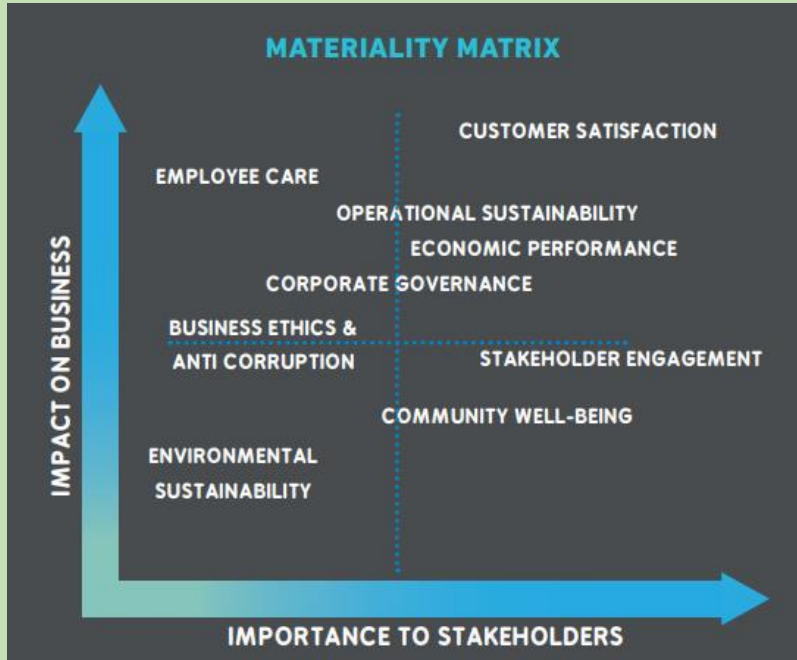 MATERIALITY MATRIX
CUSTOMER SATISFACTION
EMPLOYEE CARE
OPERATIONAL SUSTAINABILITY
ECONOMIC PERFORMANCE
CORPORATE GOVERNANCE
BUSINESS ETHICS &
ANTI CORRUPTION
STAKEHOLDER ENGAGEMENT
COMMUNITY WELL-BEING
ENVIRONMENTAL
SUSTAINABILITY
IMPACT ON BUSINESS
IMPORTANCE TO STAKEHOLDERS